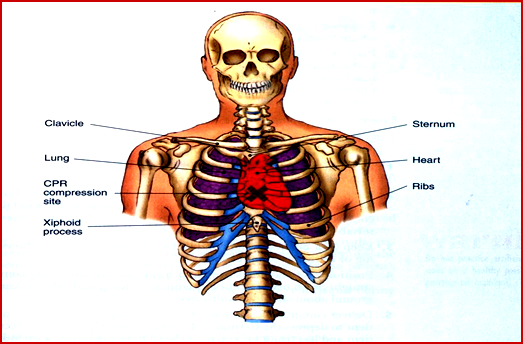 Clavicle
Sternum
Lung
Heart
CPR
compression
site
Ribs
Xiphoid
process